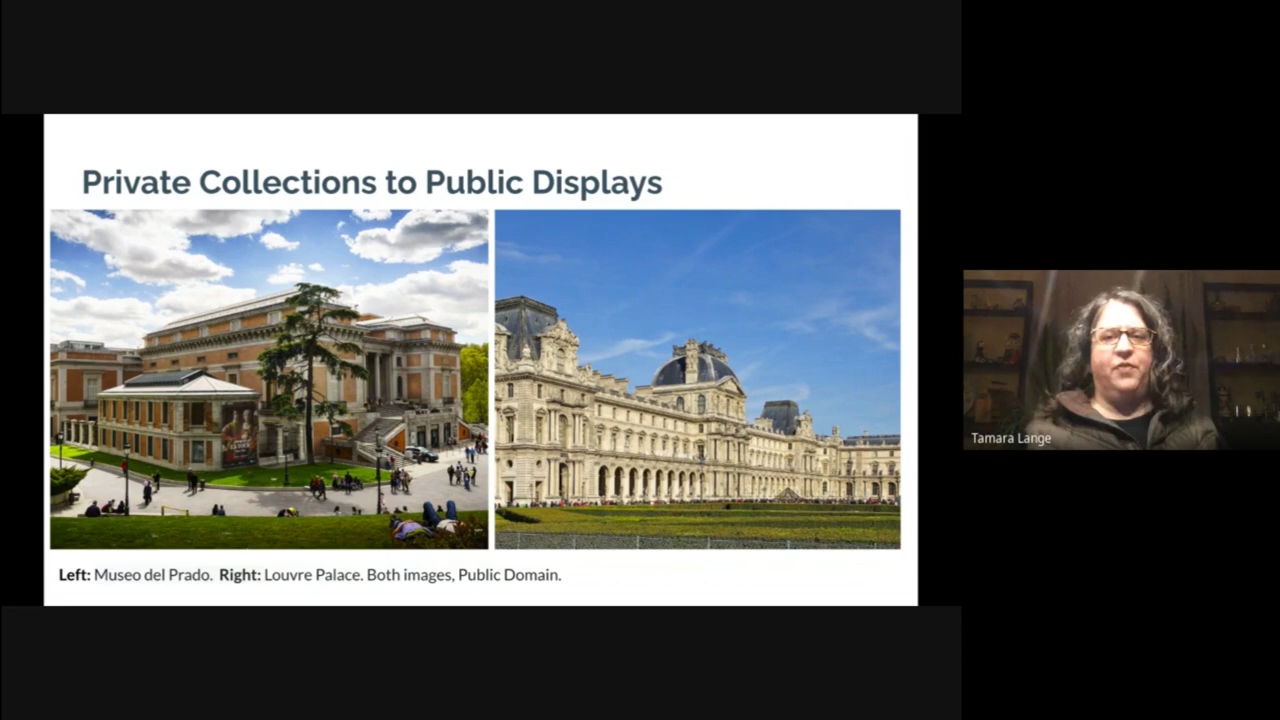 Private Collections to Public Displays
Left: Museo del Prado. Right: Louvre Palace. Both images, Public Domain.
Tamara Lange